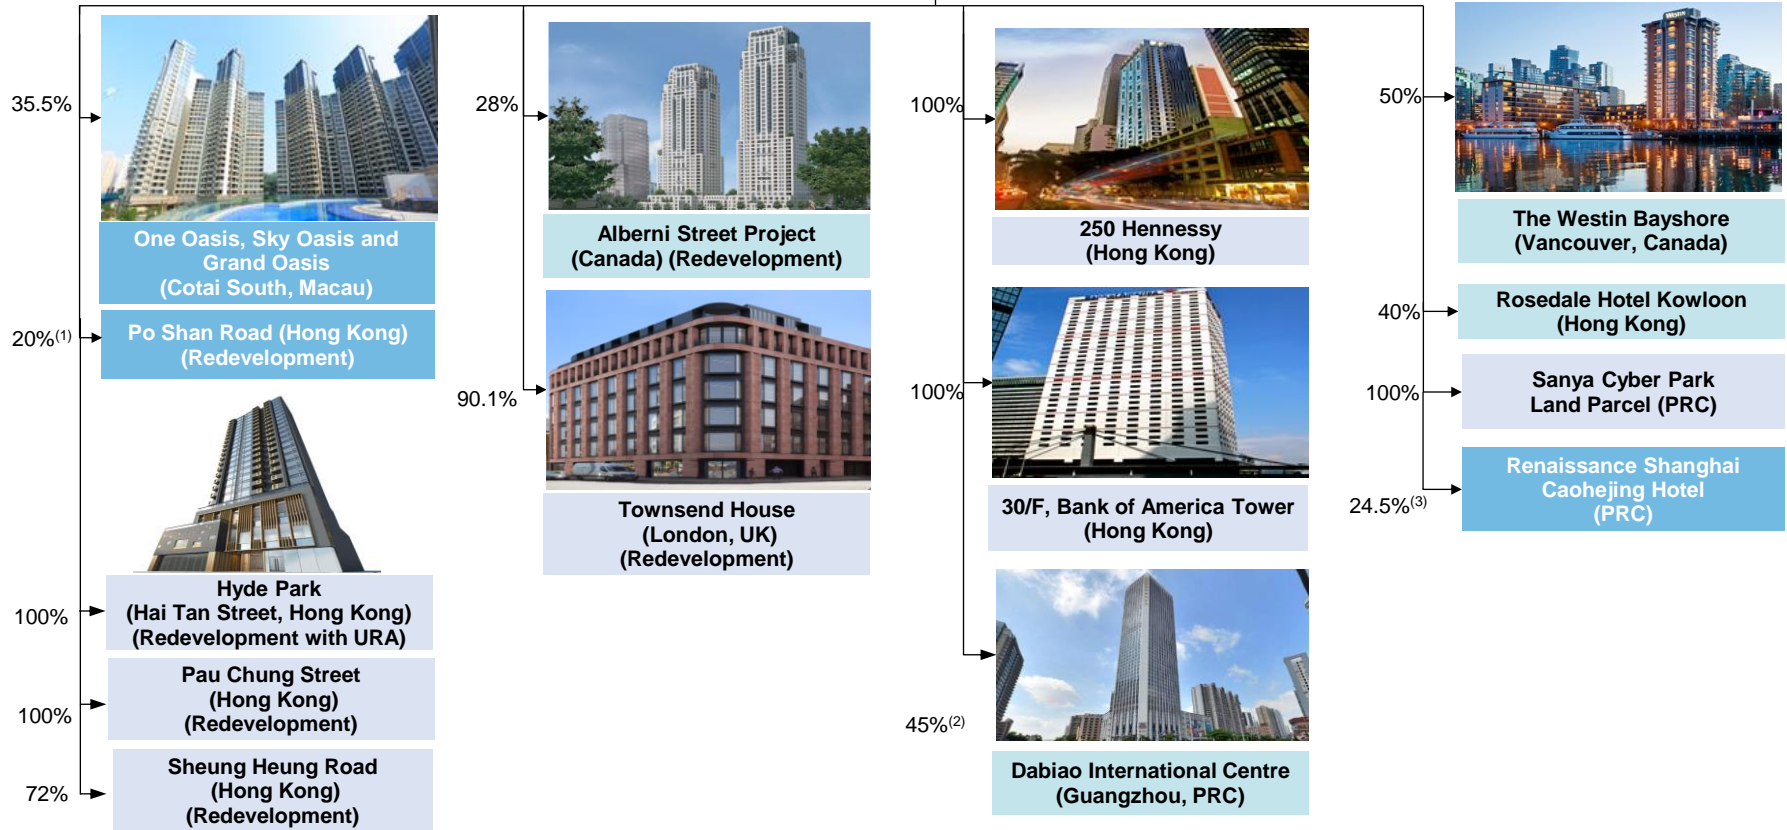 35.5%
One Oasis, Sky Oasis and
Grand Oasis
(Cotai South, Macau)
20%(1)
Po Shan Road (Hong Kong)
(Redevelopment)
100%
Hyde Park
(Hai Tan Street, Hong Kong)
(Redevelopment with URA)
100%
Pau Chung Street
(Hong Kong)
(Redevelopment)
72%
Sheung Heung Road
(Hong Kong)
(Redevelopment)
28%
Alberni Street Project
(Canada) (Redevelopment)
90.1%
Townsend House
(London, UK)
(Redevelopment)
100%
250 Hennessy
(Hong Kong)
100%
30/F, Bank of America Tower
(Hong Kong)
45%(2)
Dabiao International Centre
(Guangzhou, PRC)
50%
Westin
The Westin Bayshore
(Vancouver, Canada)
40%
Rosedale Hotel Kowloon
(Hong Kong)
100%
Sanya Cyber Park
Land Parcel (PRC)
24.5%(3)
Renaissance Shanghai
Caohejing Hotel
(PRC)